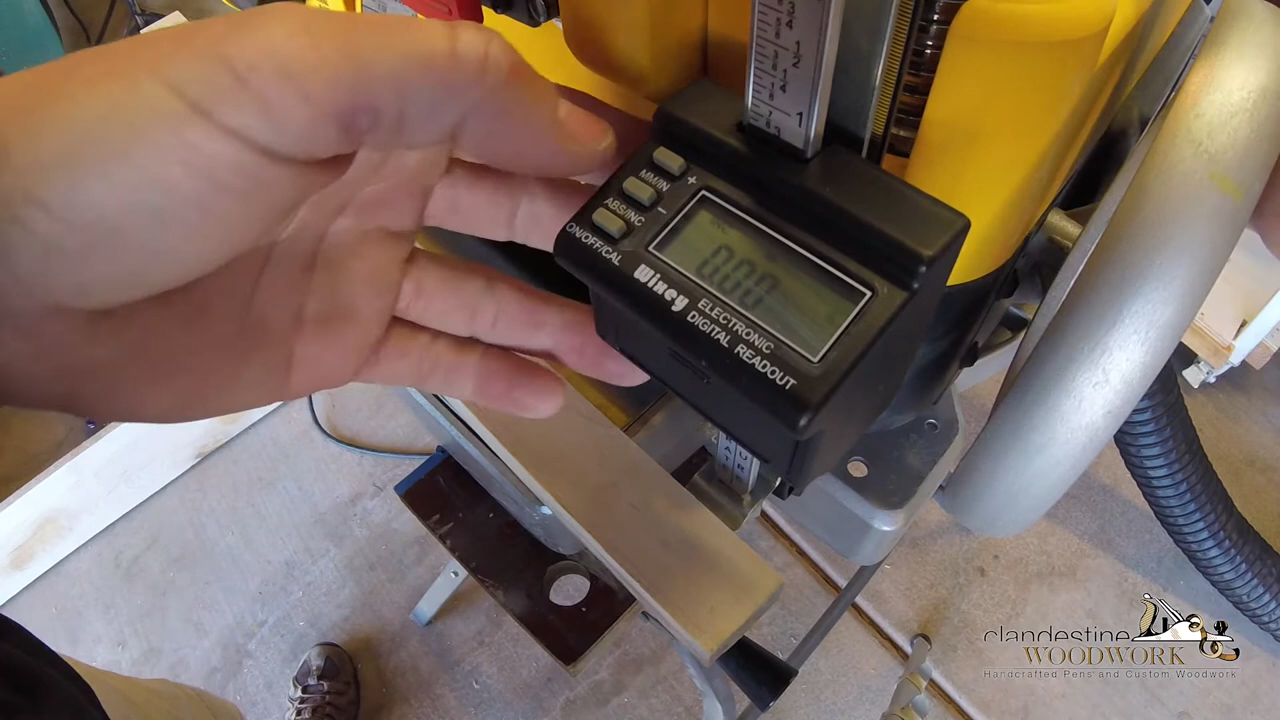 1
MM/IN
+
ABS/INC
-
ON/OFF/CAL
0.00
Wixey
ELECTRONIC
DIGITAL READOUT
clandestine
WOODWORK
Handcrafted Pens and Custom Woodwork